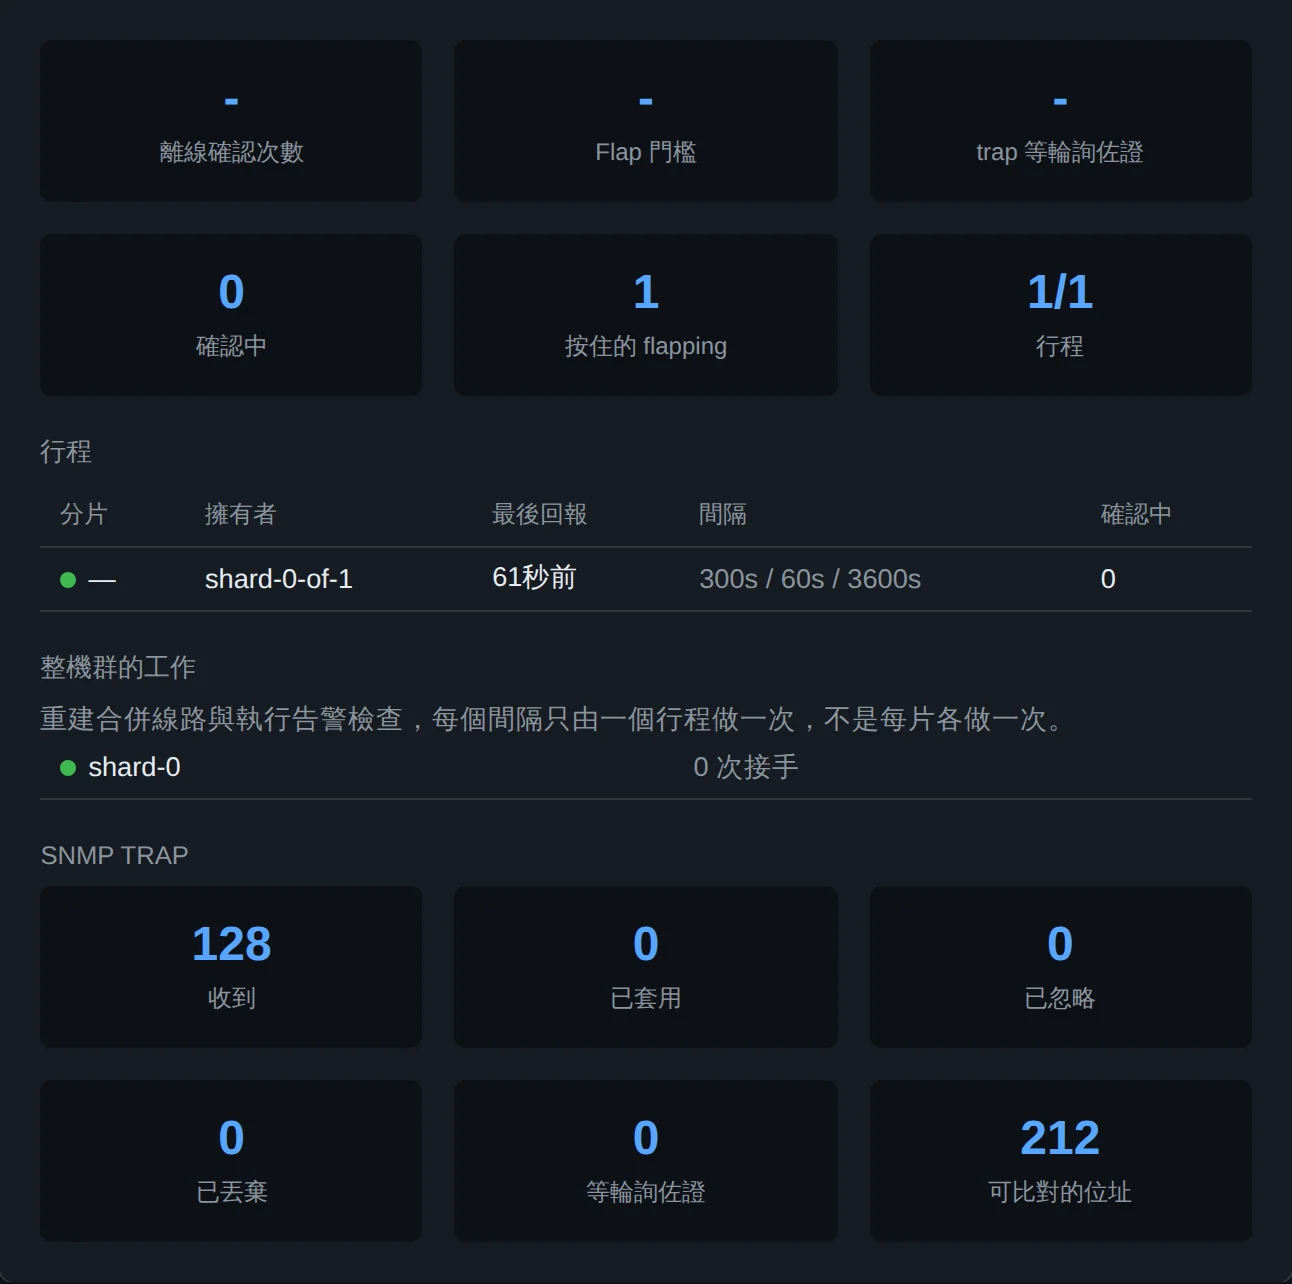 - - -
離線確認次數 Flap 門檻 trap 等輪詢佐證
0 1 1/1
確認中 按住的 flapping 行程
行程
分片 擁有者 最後回報 間隔 確認中
— shard-0-of-1 61秒前 300s / 60s / 3600s 0
整機群的工作
重建合併線路與執行告警檢查，每個間隔只由一個行程做一次，不是每片各做一次。
shard-0 0 次接手
SNMP TRAP
128 0 0
收到 已套用 已忽略
0 0 212
已丟棄 等輪詢佐證 可比對的位址